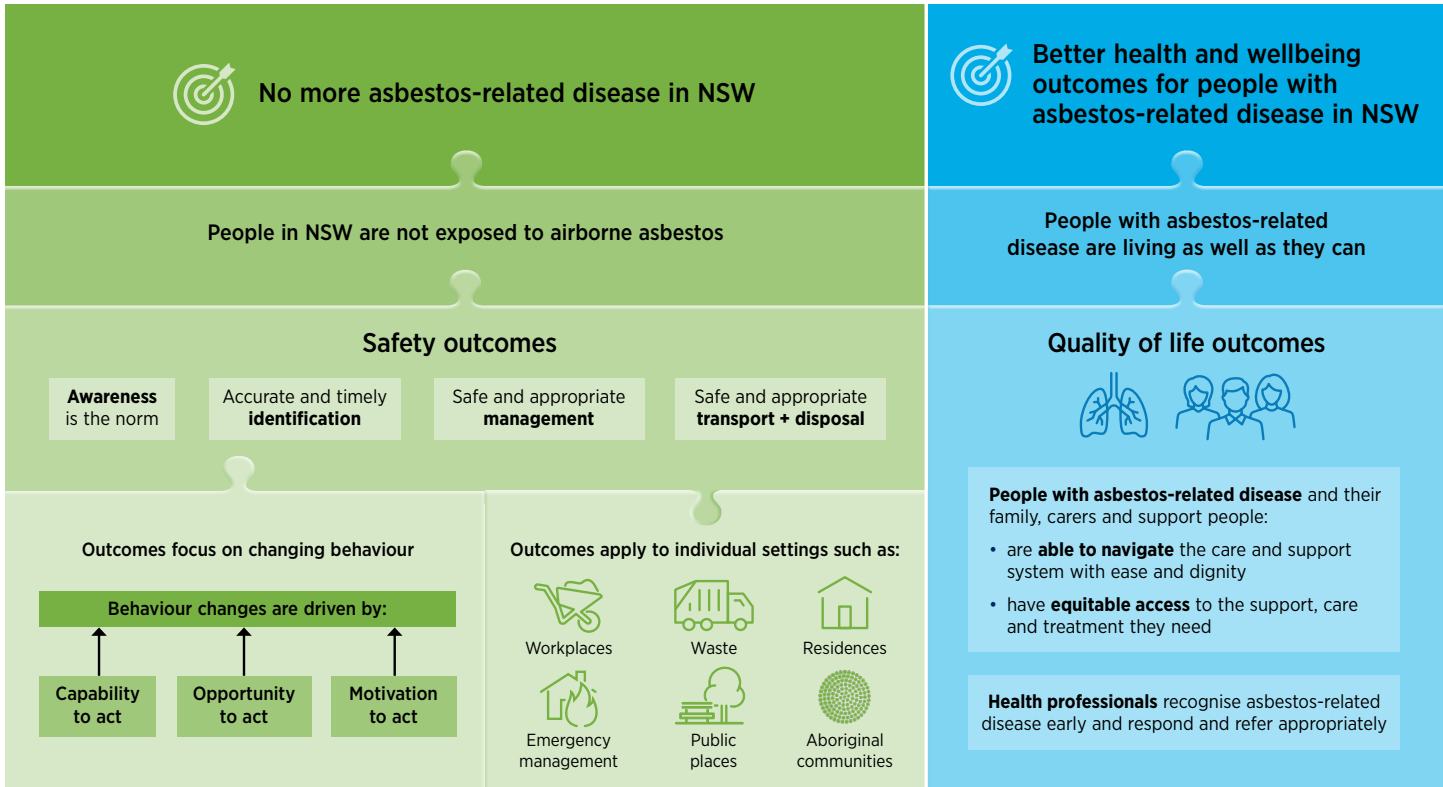 No more asbestos-related disease in NSW
People in NSW are not exposed to airborne asbestos
Safety outcomes
Awareness
is the norm
Accurate and timely
identification
Safe and appropriate
management
Safe and appropriate
transport + disposal
Outcomes focus on changing behaviour
Behaviour changes are driven by:
Capability
to act
Opportunity
to act
Motivation
to act
Outcomes apply to individual settings such as:
Workplaces
Waste
Residences
Emergency
management
Public
places
Aboriginal
communities
Better health and wellbeing
outcomes for people with
asbestos-related disease in NSW
People with asbestos-related
disease are living as well as they can
Quality of life outcomes
People with asbestos-related disease and their
family, carers and support people:
• are able to navigate the care and support
system with ease and dignity
• have equitable access to the support, care
and treatment they need
Health professionals recognise asbestos-related
disease early and respond and refer appropriately